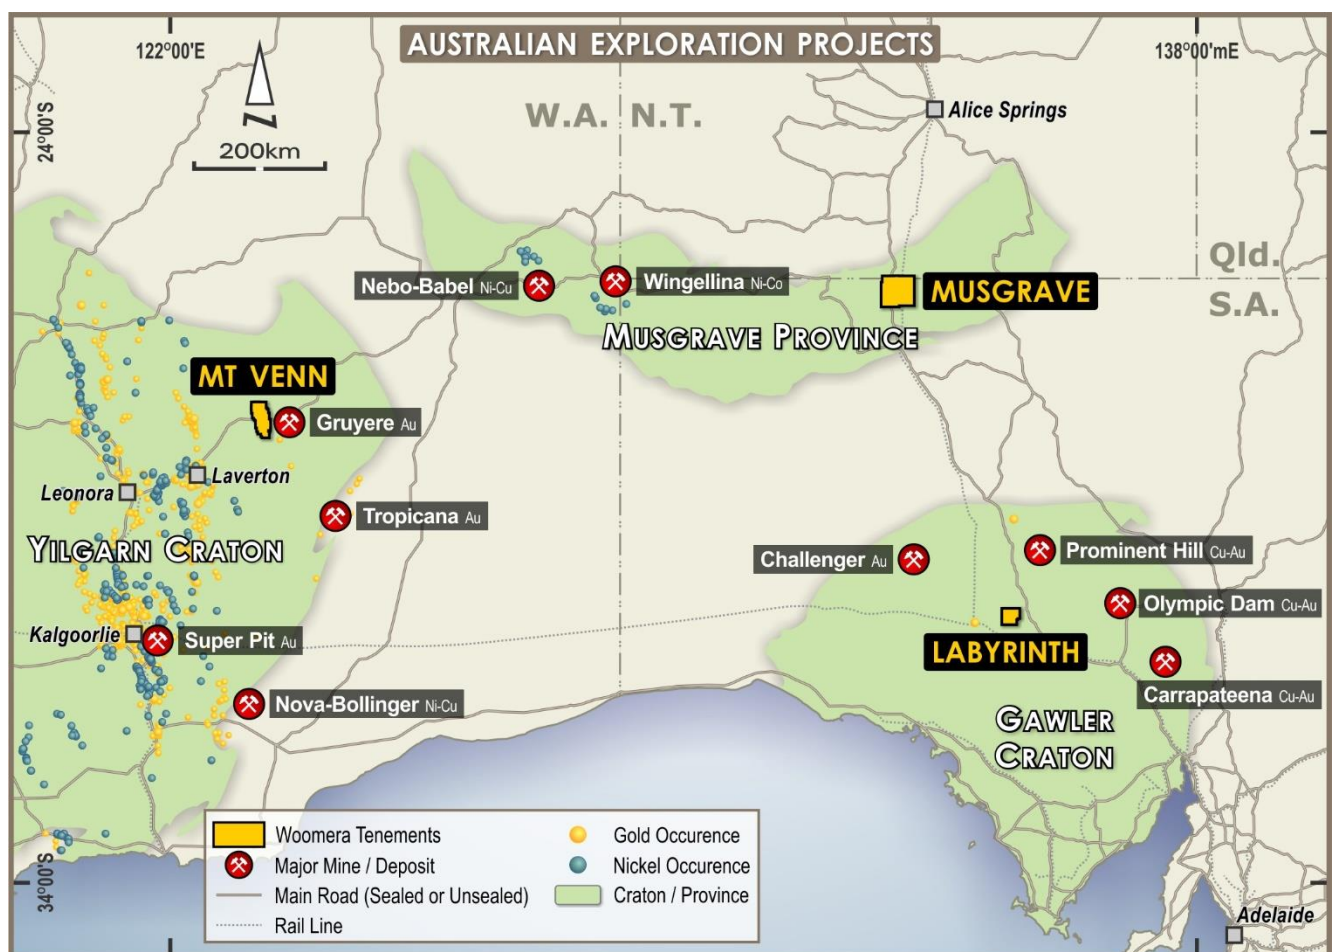 AUSTRALIAN EXPLORATION PROJECTS
122°00'E
138°00'mE
24°00'S
200km
W.A. N.T.
Alice Springs
Qld.
S.A.
Nebo-Babel Ni-Cu
Wingellina Ni-Co
MUSGRAVE
MUSGRAVE PROVINCE
MT VENN
Gruyere Au
Laverton
Leonora
Tropicana Au
YILGARN CRATON
Challenger Au
Prominent Hill Cu-Au
Olympic Dam Cu-Au
Kalgoorlie
Super Pit Au
LABYRINTH
Carrapateena Cu-Au
Nova-Bollinger Ni-Cu
GAWLER
CRATON
Woomera Tenements
Gold Occurence
Major Mine / Deposit
Nickel Occurence
Main Road (Sealed or Unsealed)
Craton / Province
Rail Line
34°00'S
Adelaide